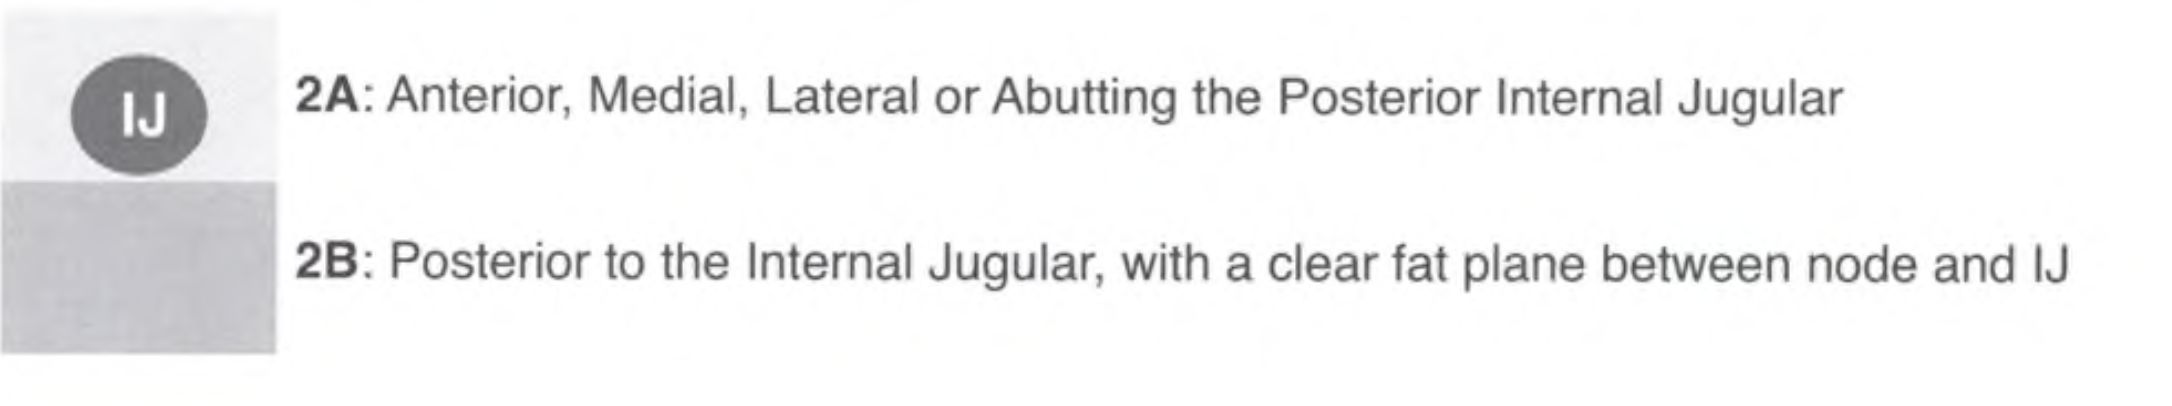 IJ
2A: Anterior, Medial, Lateral or Abutting the Posterior Internal Jugular
2B: Posterior to the Internal Jugular, with a clear fat plane between node and IJ